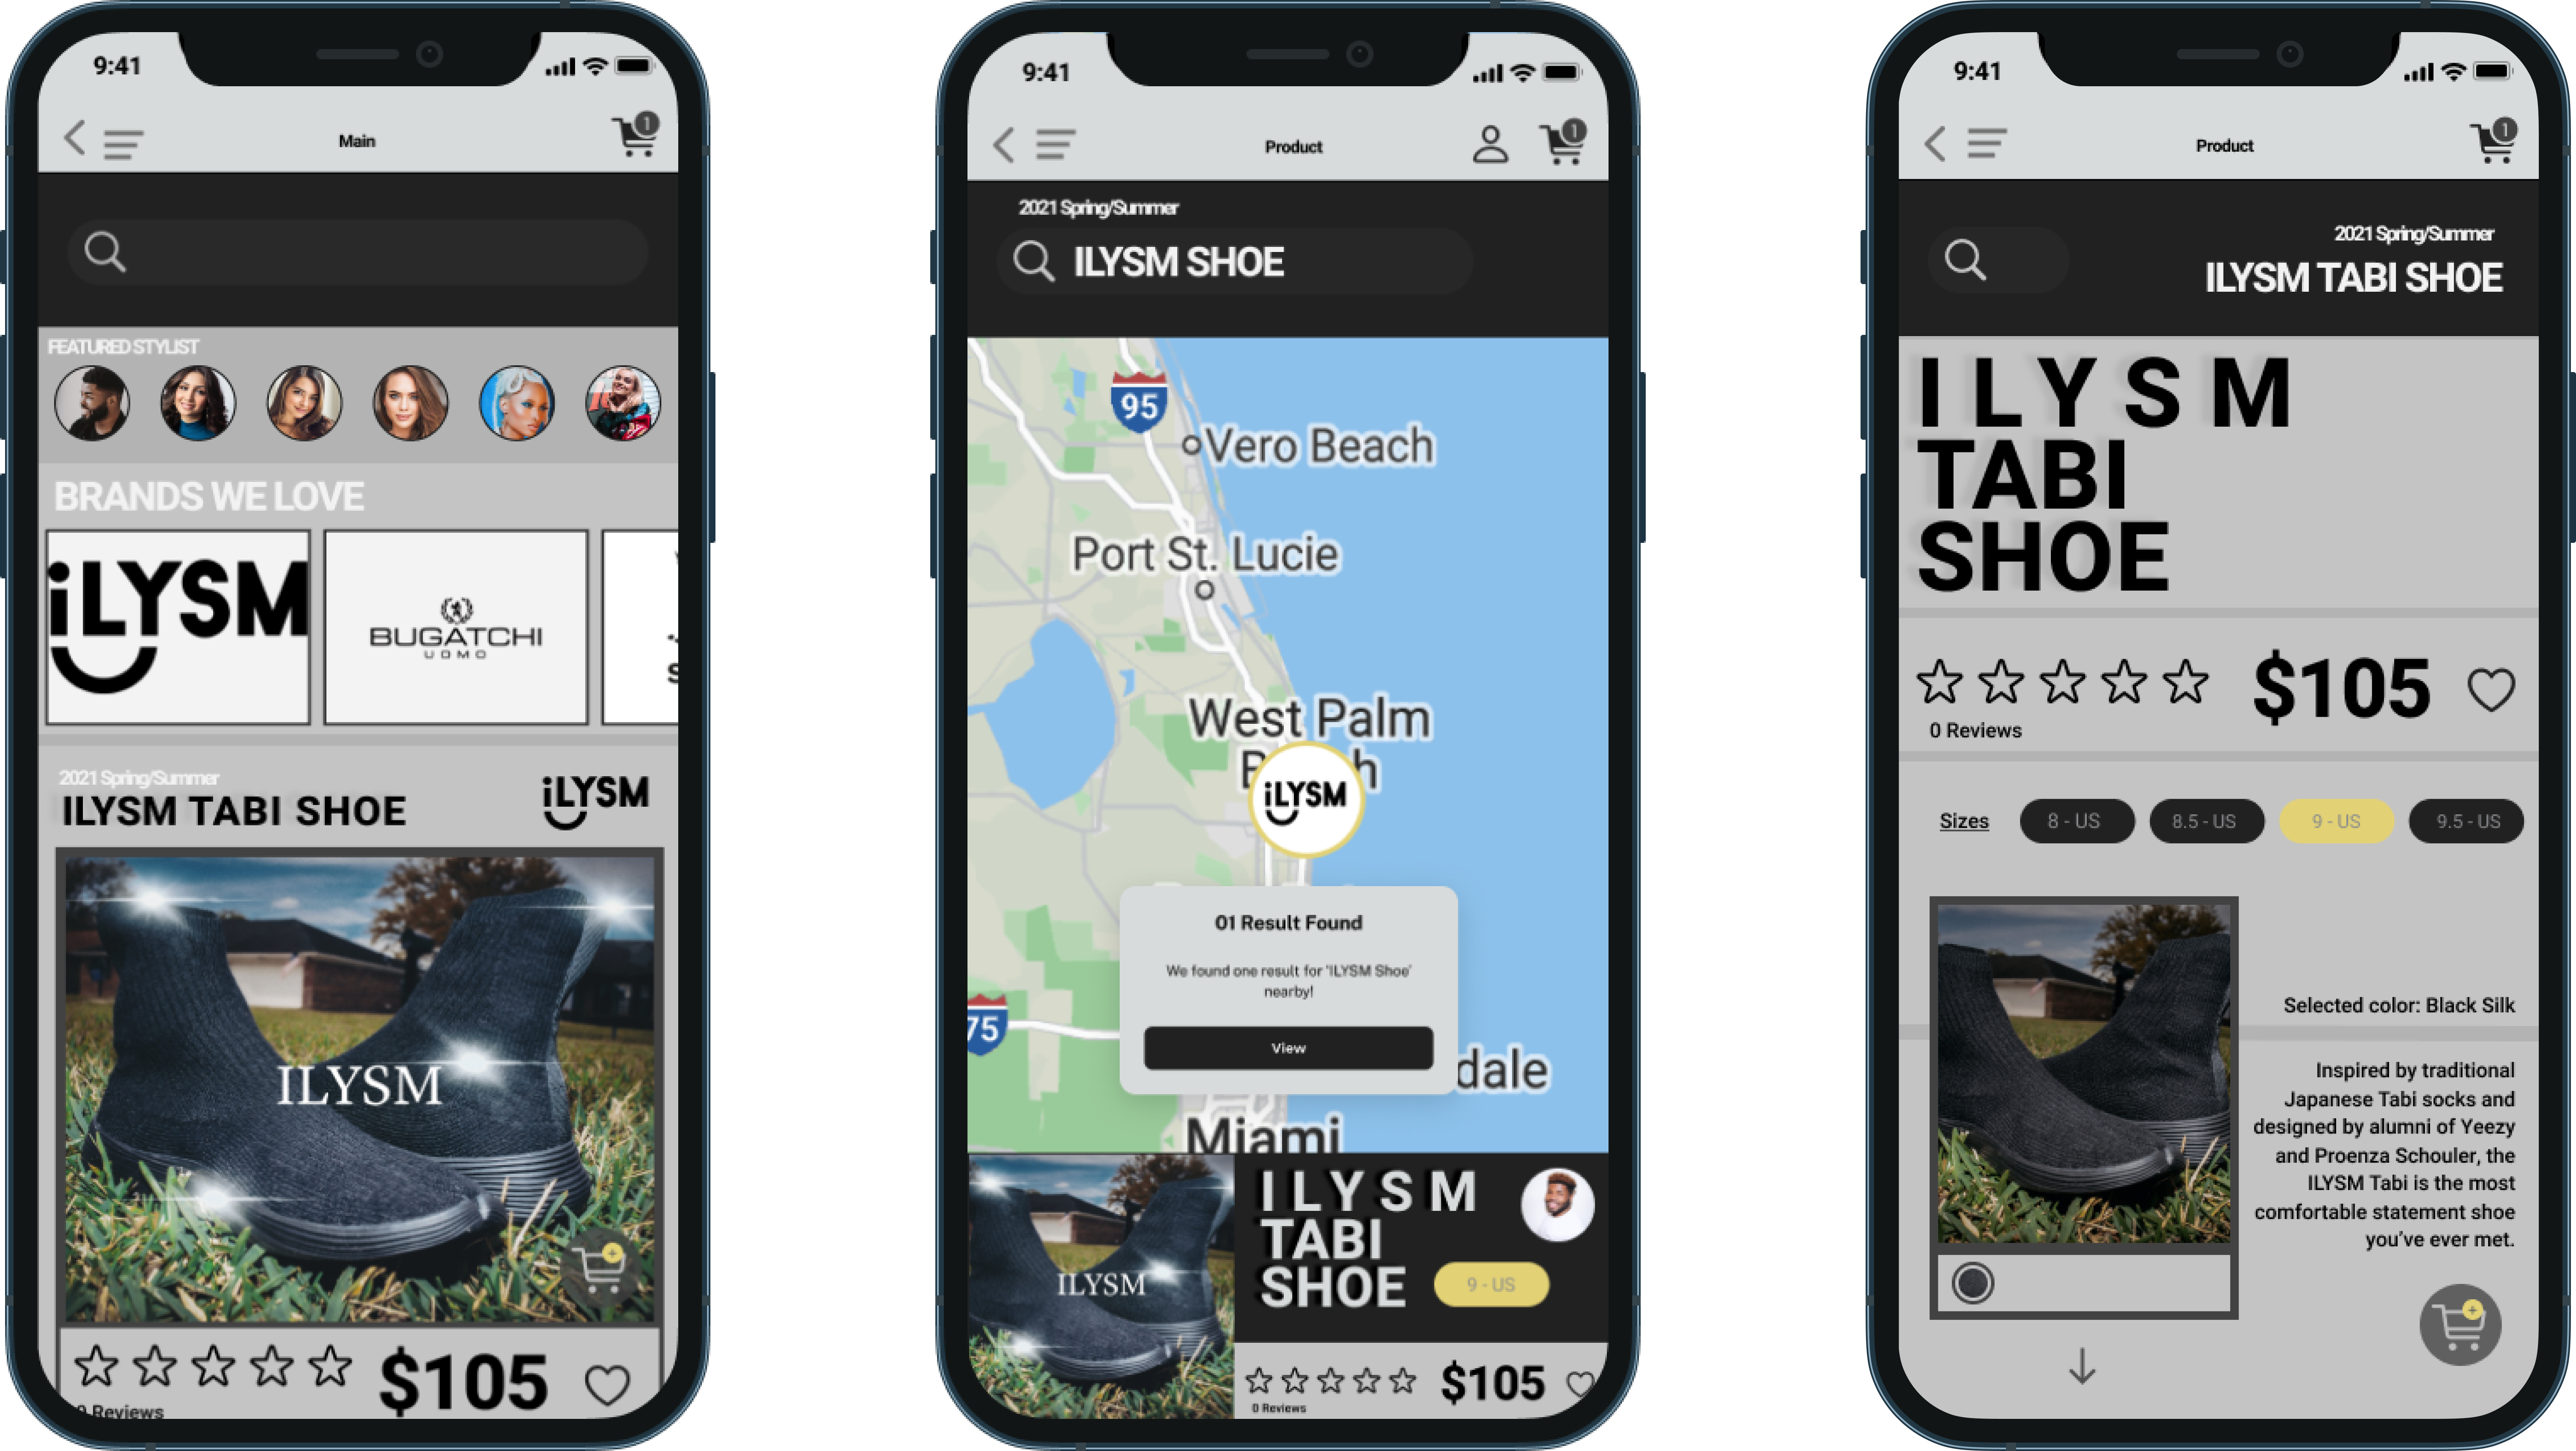 9:41
Main
1
FEATURED STYLIST
BRANDS WE LOVE
iLYSM
BUGATCHI
UOMO
S
2021 Spring/Summer
ILYSM TABI SHOE
iLYSM
ILYSM
$105
0 Reviews
9:41
Product
1
2021 Spring/Summer
ILYSM SHOE
95
Vero Beach
Port St. Lucie
West Palm
B h
iLYSM
01 Result Found
We found one result for 'ILYSM Shoe'
nearby!
View
75
dale
Miami
ILYSM
I L Y S M
TABI
SHOE
9 - US
$105
0 Reviews
9:41
Product
1
2021 Spring/Summer
ILYSM TABI SHOE
I L Y S M
TABI
SHOE
$105
0 Reviews
Sizes
8 - US
8.5 - US
9 - US
9.5 - US
Selected color: Black Silk
Inspired by traditional
Japanese Tabi socks and
designed by alumni of Yeezy
and Proenza Schouler, the
ILYSM Tabi is the most
comfortable statement shoe
you've ever met.